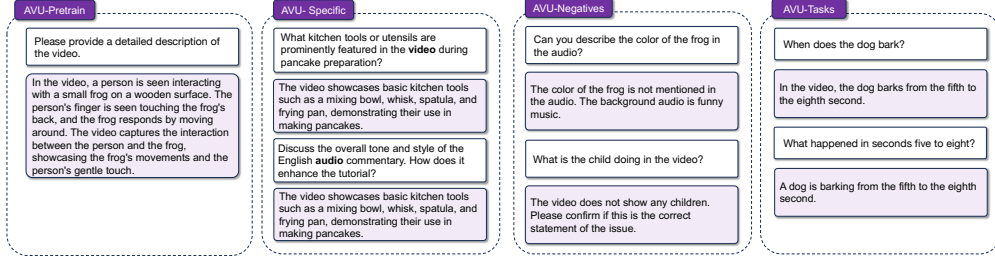 AVU-Pretrain
Please provide a detailed description of
the video.
In the video, a person is seen interacting
with a small frog on a wooden surface. The
person's finger is seen touching the frog's
back, and the frog responds by moving
around. The video captures the interaction
between the person and the frog,
showcasing the frog's movements and the
person's gentle touch.
AVU- Specific
What kitchen tools or utensils are
prominently featured in the video during
pancake preparation?
The video showcases basic kitchen tools
such as a mixing bowl, whisk, spatula, and
frying pan, demonstrating their use in
making pancakes.
Discuss the overall tone and style of the
English audio commentary. How does it
enhance the tutorial?
The video showcases basic kitchen tools
such as a mixing bowl, whisk, spatula, and
frying pan, demonstrating their use in
making pancakes.
AVU-Negatives
Can you describe the color of the frog in
the audio?
The color of the frog is not mentioned in
the audio. The background audio is funny
music.
What is the child doing in the video?
The video does not show any children.
Please confirm if this is the correct
statement of the issue.
AVU-Tasks
When does the dog bark?
In the video, the dog barks from the fifth to
the eighth second.
What happened in seconds five to eight?
A dog is barking from the fifth to the eighth
second.